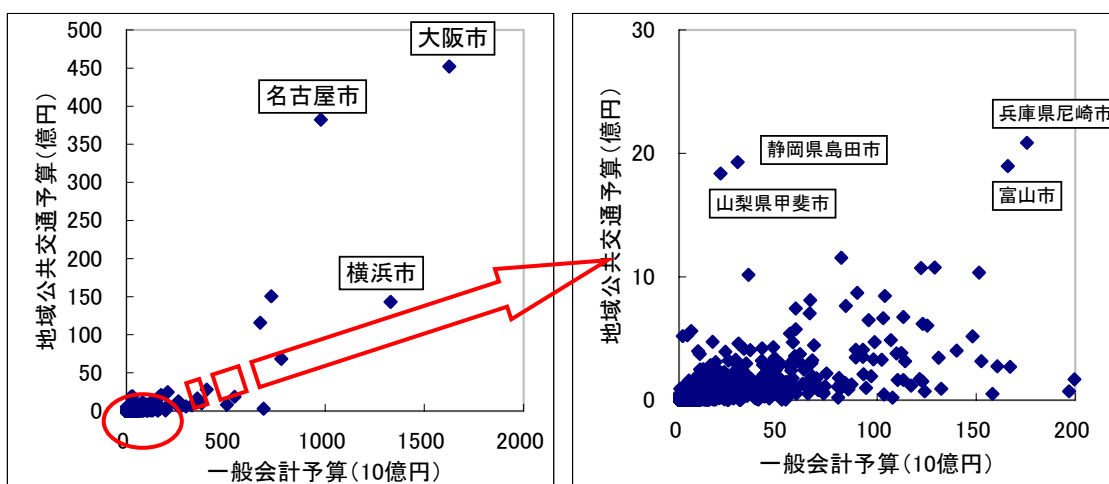 500
450
400
350
300
250
200
150
100
50
0
地域公共交通予算(億円)
大阪市
名古屋市
横浜市
0
500
1000
1500
2000
一般会計予算(10億円)
30
20
10
0
地域公共交通予算(億円)
兵庫県尼崎市
静岡県島田市
山梨県甲斐市
富山市
0
50
100
150
200
一般会計予算(10億円)